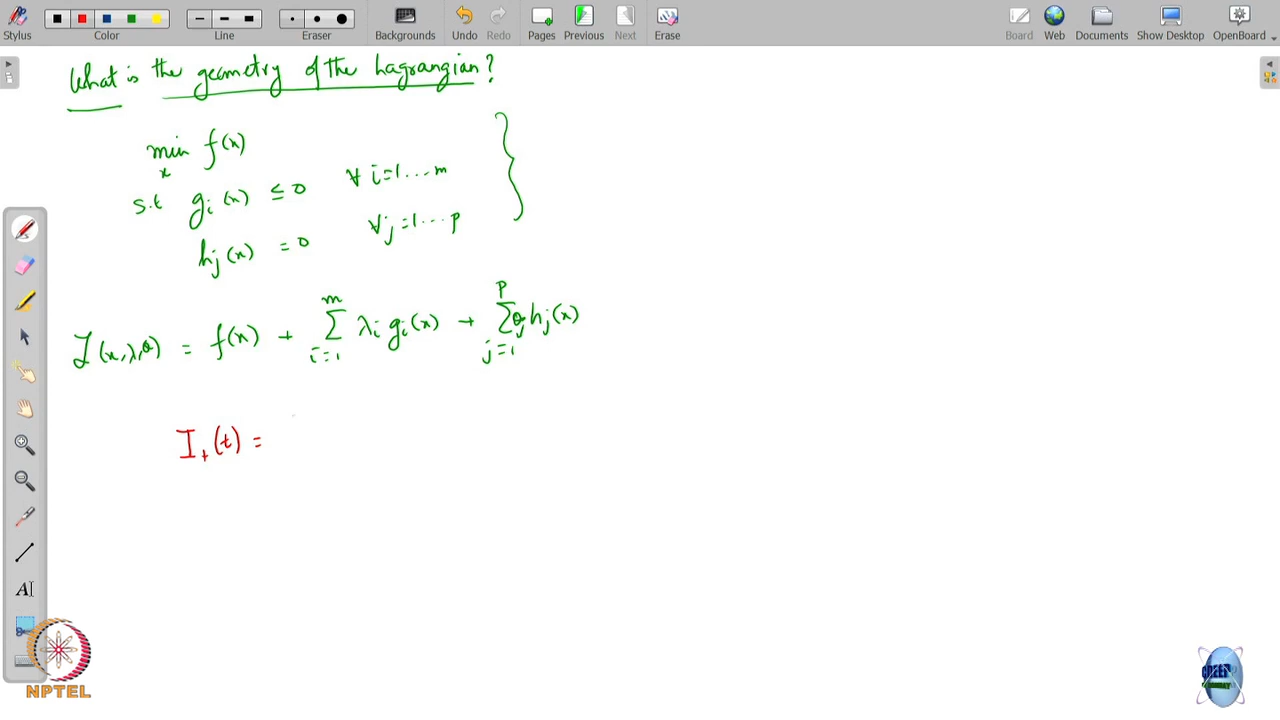 Stylus
Color
Line
Eraser
Backgrounds
Undo
Redo
Pages
Previous
Next
Erase
Board
Web
Documents
Show Desktop
OpenBoard
What is the geometry of the Lagrangian?
min f(x)
x
s.t gᵢ(x) ≤ 0 ∀ i=1...m
hⱼ(x) = 0 ∀ j=1...p
L(x,λ,θ) = f(x) + Σᵢ₌₁ᵐ λᵢ gᵢ(x) + Σⱼ₌₁ᵖ θⱼ hⱼ(x)
I₊(t) =
NPTEL